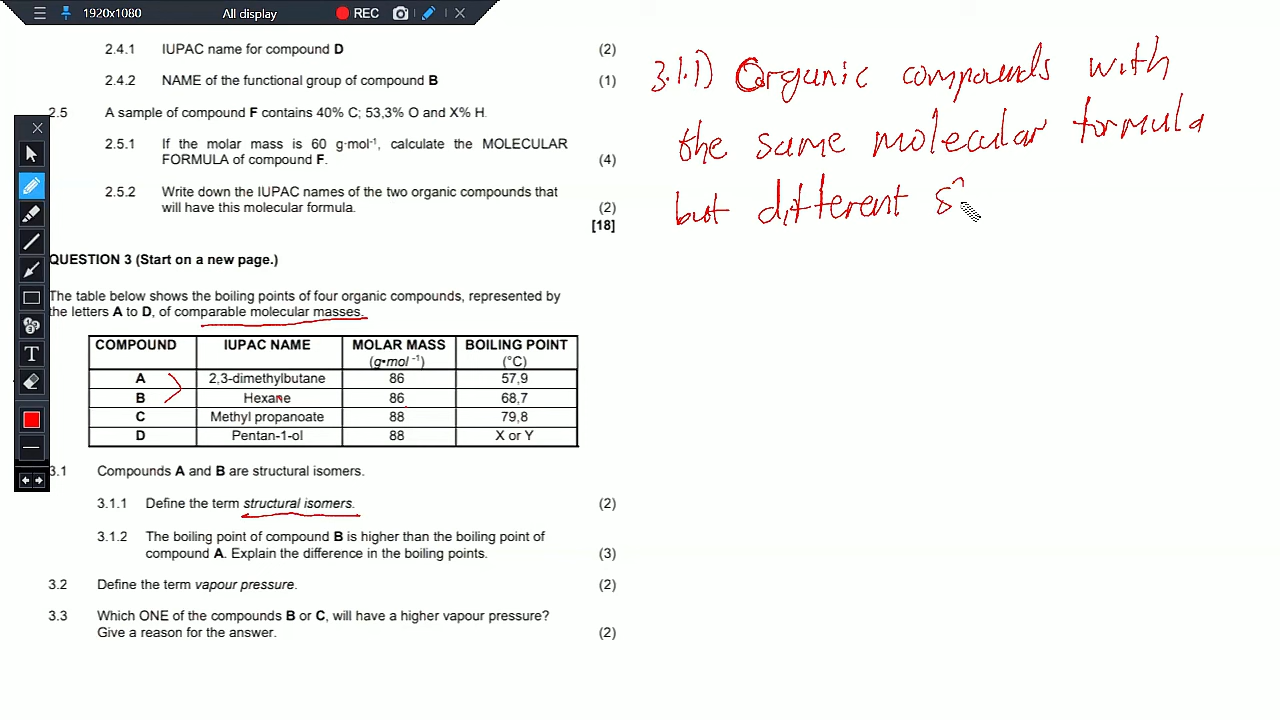 1920x1080 All display REC
2.4.1 IUPAC name for compound D (2)
2.4.2 NAME of the functional group of compound B (1)
2.5 A sample of compound F contains 40% C; 53,3% O and X% H.
2.5.1 If the molar mass is 60 g·mol-1, calculate the MOLECULAR
FORMULA of compound F. (4)
2.5.2 Write down the IUPAC names of the two organic compounds that
will have this molecular formula. (2)
[18]
QUESTION 3 (Start on a new page.)
The table below shows the boiling points of four organic compounds, represented by
the letters A to D, of comparable molecular masses.
COMPOUND IUPAC NAME MOLAR MASS BOILING POINT
(g•mol -1) (°C)
A 2,3-dimethylbutane 86 57,9
B Hexane 86 68,7
C Methyl propanoate 88 79,8
D Pentan-1-ol 88 X or Y
3.1 Compounds A and B are structural isomers.
3.1.1 Define the term structural isomers. (2)
3.1.2 The boiling point of compound B is higher than the boiling point of
compound A. Explain the difference in the boiling points. (3)
3.2 Define the term vapour pressure. (2)
3.3 Which ONE of the compounds B or C, will have a higher vapour pressure?
Give a reason for the answer. (2)
T
3.1.1) Organic compounds with
the same molecular formula
but different s